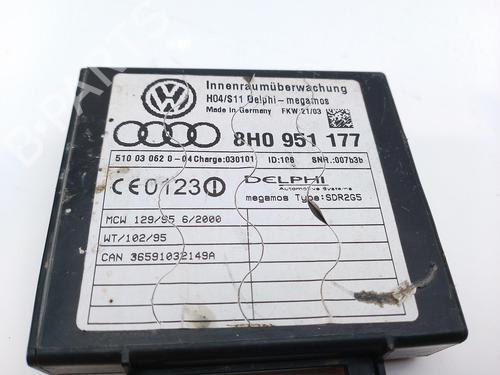 Innenraumüberwachung
H04/S11 Delphi-megamos
Made in Germany FKW:21/03
8H0 951 177
510 03 062 0-04 Charge:030101 ID:108 SNR.:007b3b
CE0123
DELPHI
Automotive Systems
megamos Type:SDR2G5
MCW 129/95 6/2000
WT/102/95
CAN 36591032149A